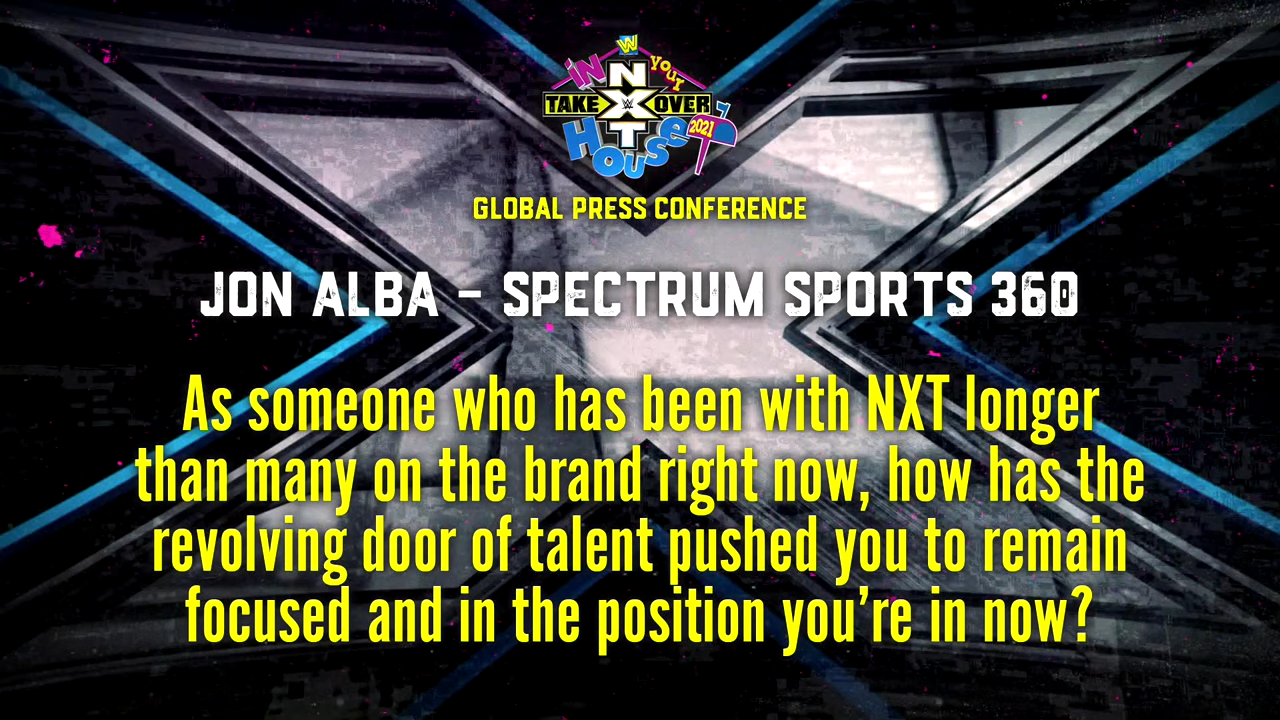 W
IN YOUR
NXT
TAKEOVER
HOUSE 2021
GLOBAL PRESS CONFERENCE
JON ALBA – SPECTRUM SPORTS 360
As someone who has been with NXT longer
than many on the brand right now, how has the
revolving door of talent pushed you to remain
focused and in the position you’re in now?